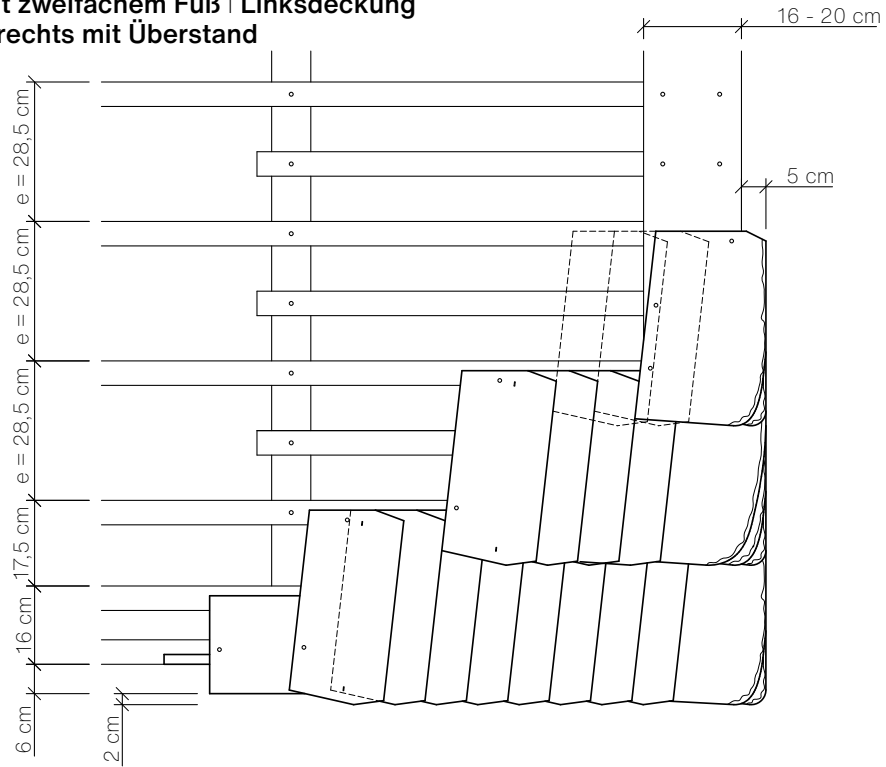 zweifachem Fuß | Linksdeckung
rechts mit Überstand
16 - 20 cm
5 cm
e = 28,5 cm
e = 28,5 cm
e = 28,5 cm
17,5 cm
16 cm
6 cm
2 cm